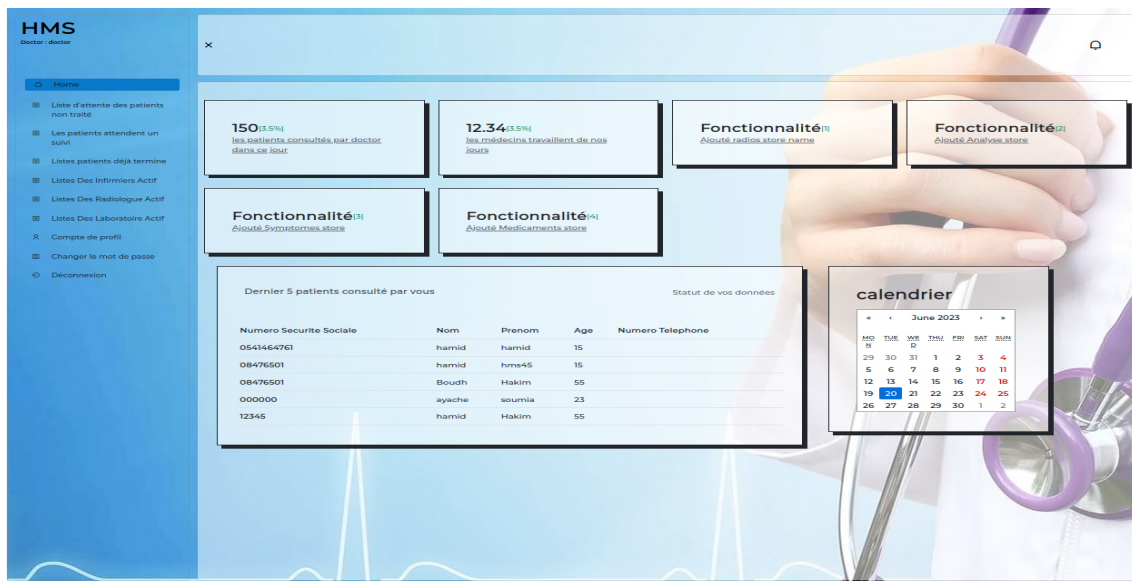 HMS
Doctor : doctor
×
Home
Liste d'attente des patients
non traité
Les patients attendent un
suivi
Listes patients déjà termine
Listes Des Infirmiers Actif
Listes Des Radiologue Actif
Listes Des Laboratoire Actif
Compte de profil
Changer le mot de passe
Déconnexion
150|3.5%|
les patients consultés par doctor
dans ce jour
12.34|3.5%|
les médecins travaillent de nos
jours
Fonctionnalité|1|
Ajouté radios store name
Fonctionnalité|2|
Ajouté Analyse store
Fonctionnalité|3|
Ajouté Symptomes store
Fonctionnalité|4|
Ajouté Medicaments store
Dernier 5 patients consulté par vous
Statut de vos données
Numero Securite Sociale Nom Prenom Age Numero Telephone
0541464761 hamid hamid 15
08476501 hamid hms45 15
08476501 Boudh Hakim 55
000000 ayache soumia 23
12345 hamid Hakim 55
calendrier
« ‹ June 2023 › »
MON TUE WED THU FRI SAT SUN
29 30 31 1 2 3 4
5 6 7 8 9 10 11
12 13 14 15 16 17 18
19 20 21 22 23 24 25
26 27 28 29 30 1 2